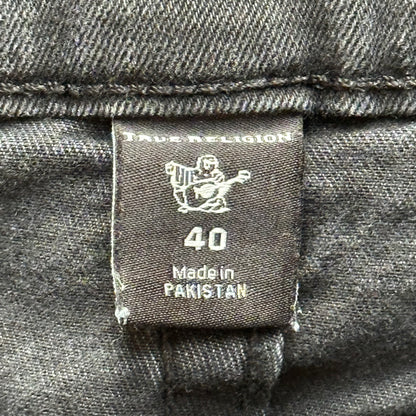 TRUE RELIGION
40
Made in
PAKISTAN